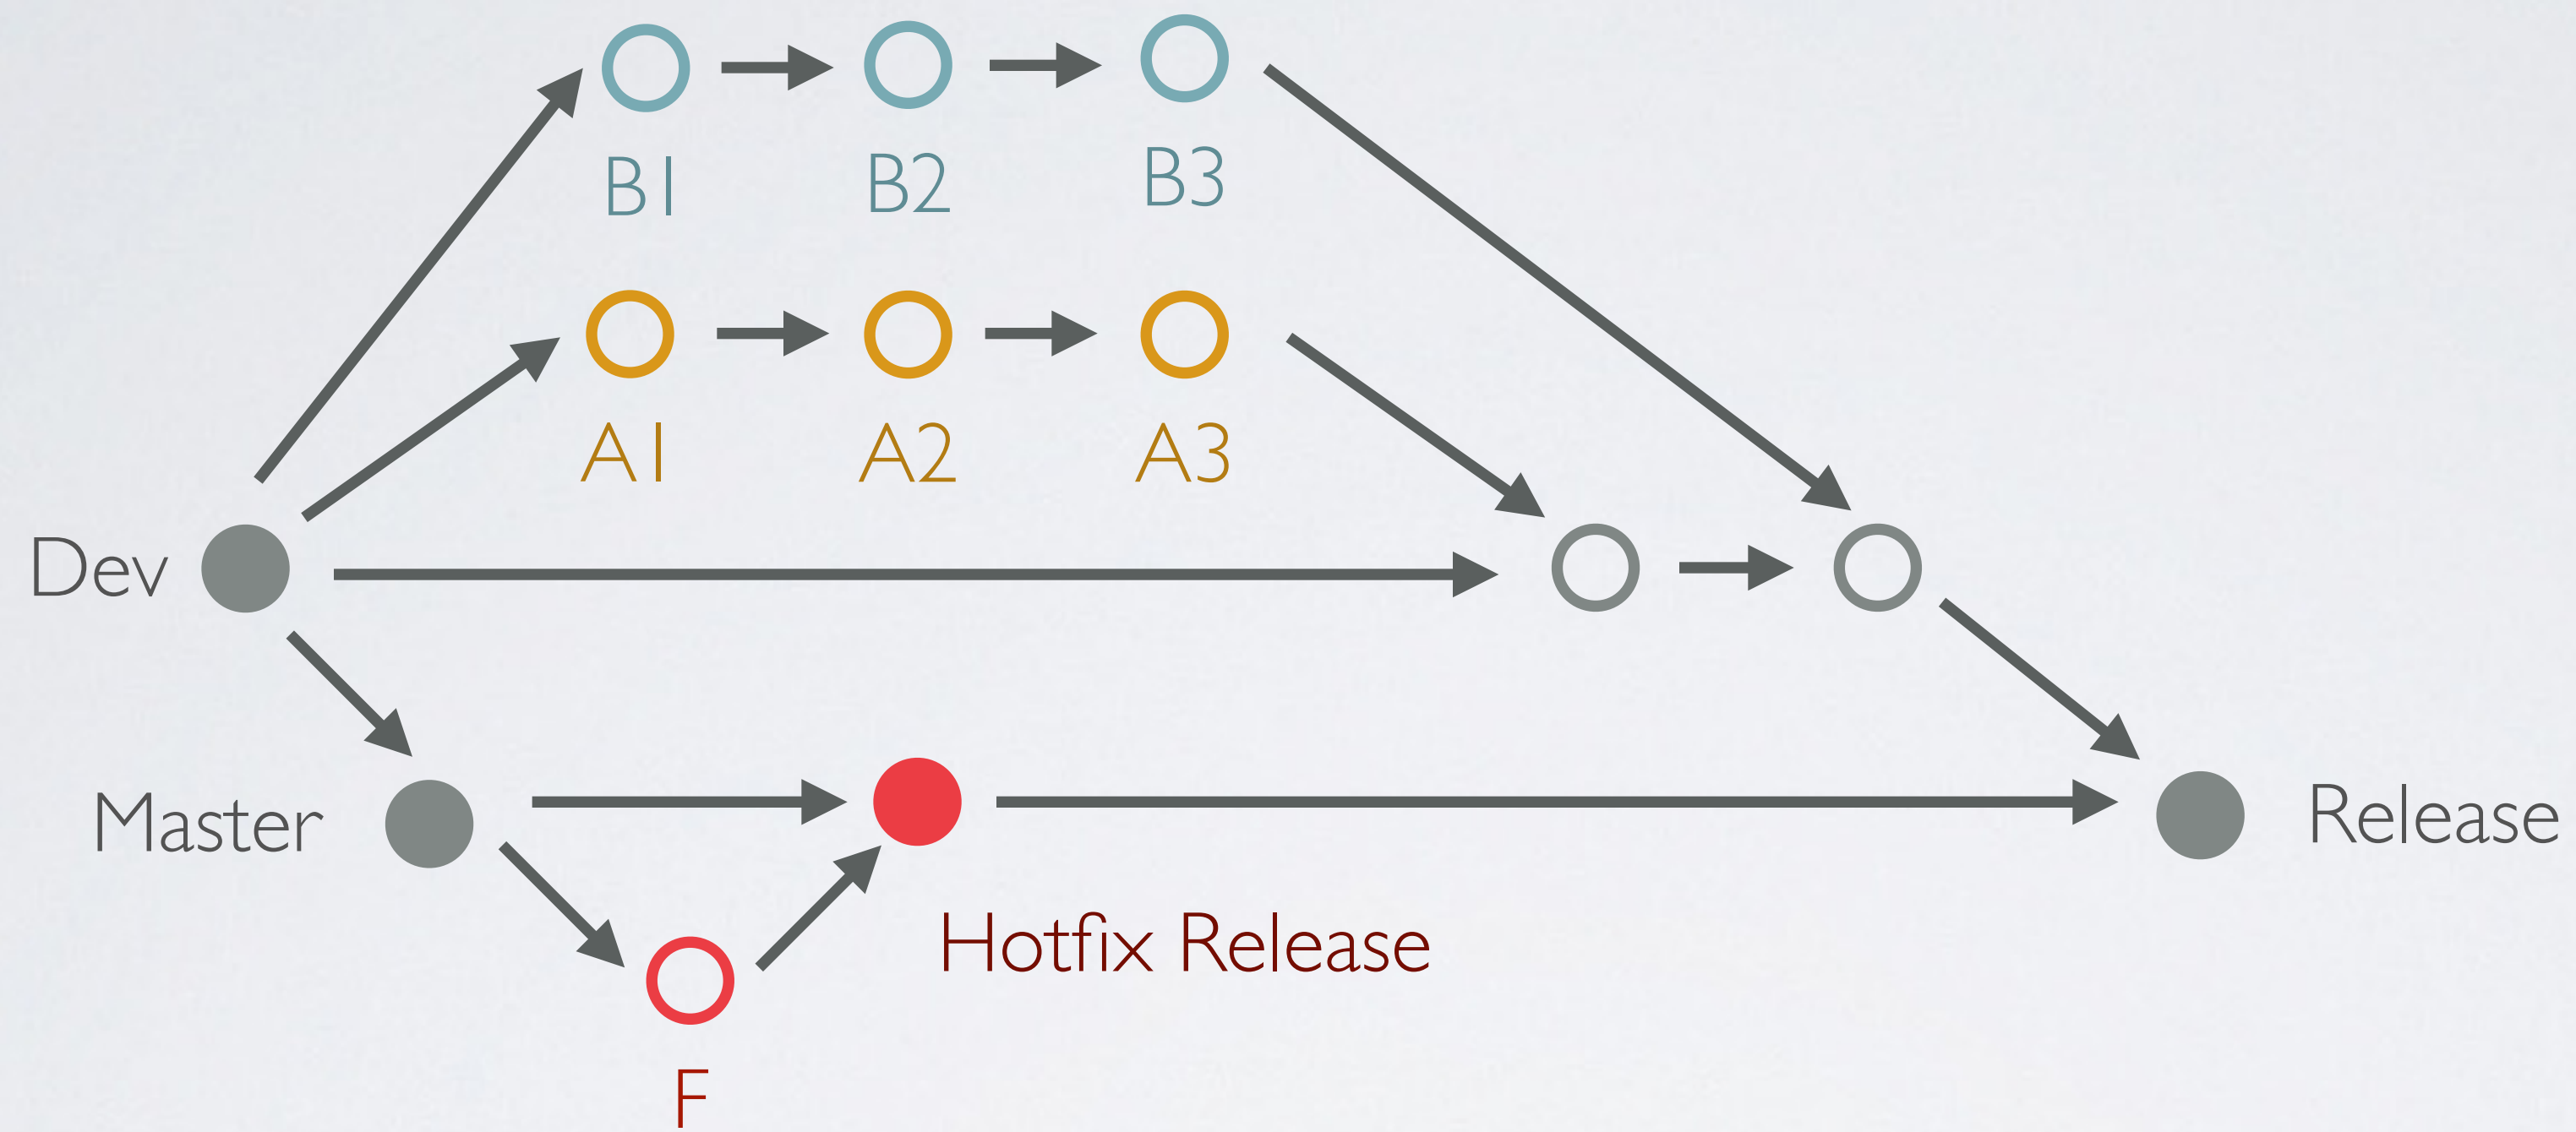 B1
B2
B3
A1
A2
A3
Dev
Master
Release
Hotfix Release
F